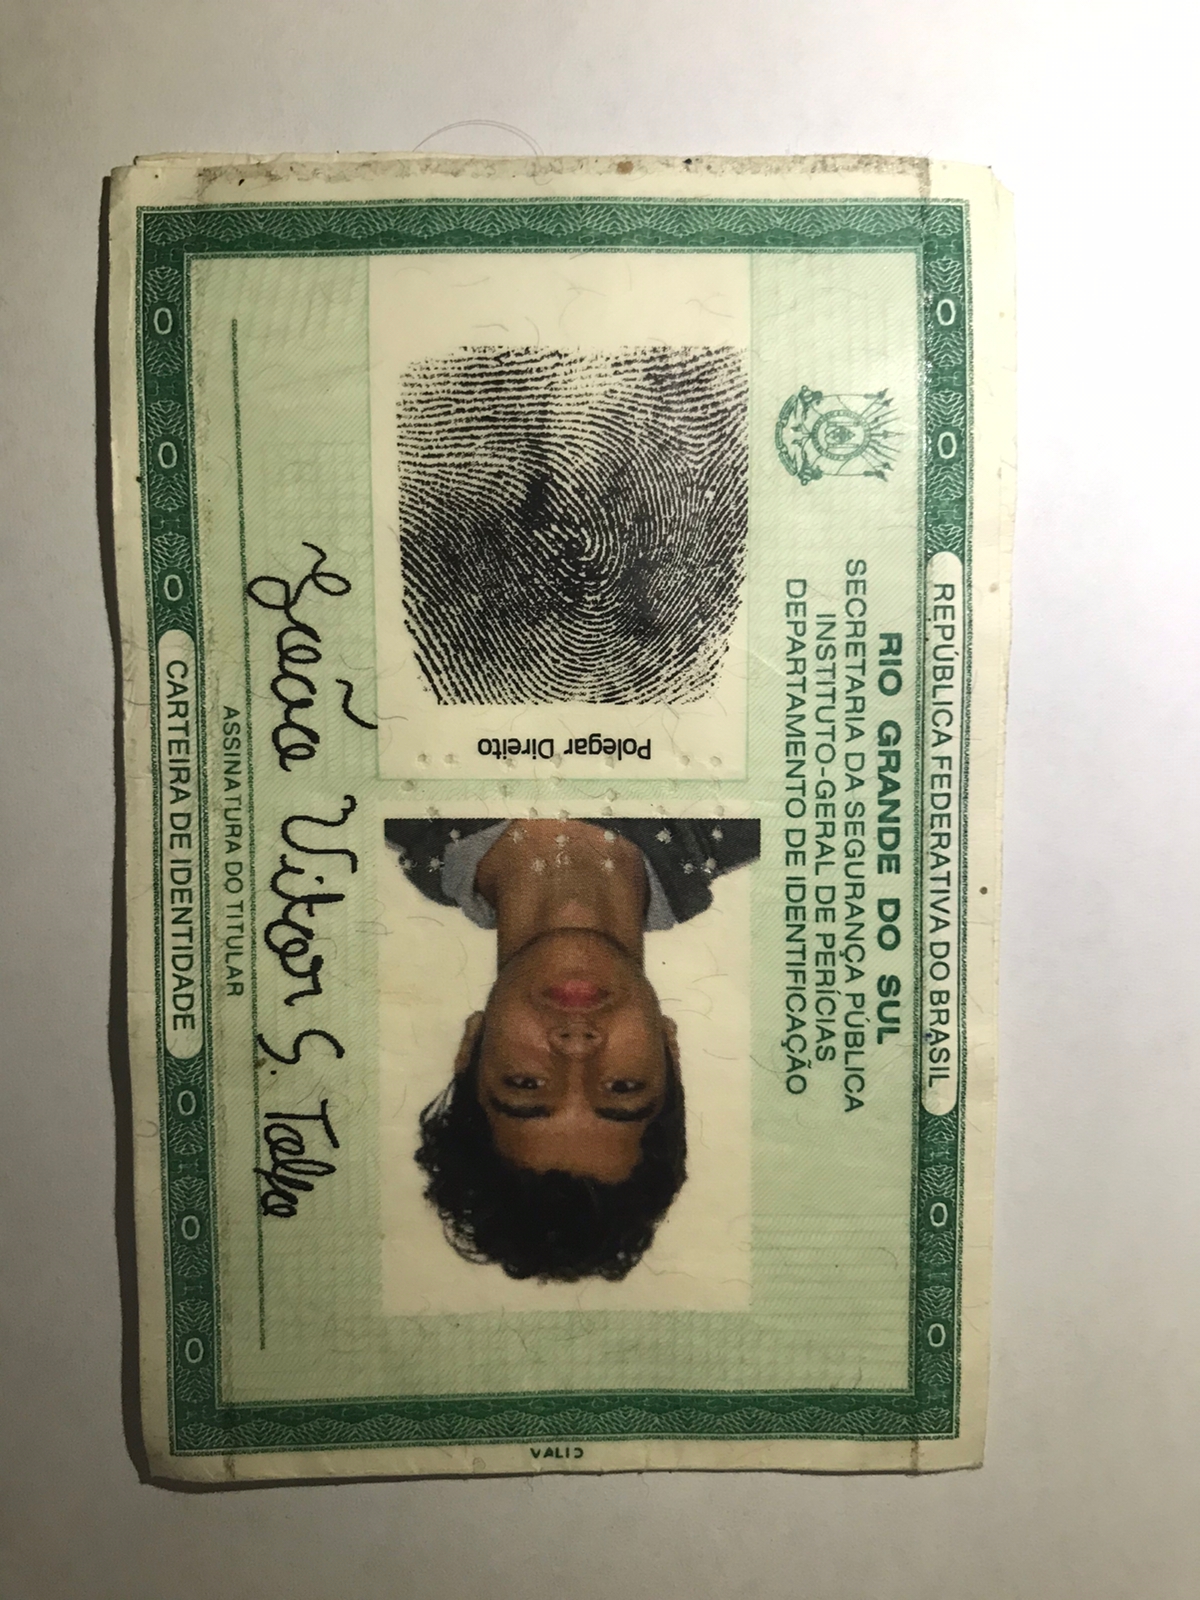 VALID
REPÚBLICA FEDERATIVA DO BRASIL
RIO GRANDE DO SUL
SECRETARIA DA SEGURANÇA PÚBLICA
INSTITUTO-GERAL DE PERÍCIAS
DEPARTAMENTO DE IDENTIFICAÇÃO
Polegar Direito
João Vitor S.
ASSINATURA DO TITULAR
CARTEIRA DE IDENTIDADE